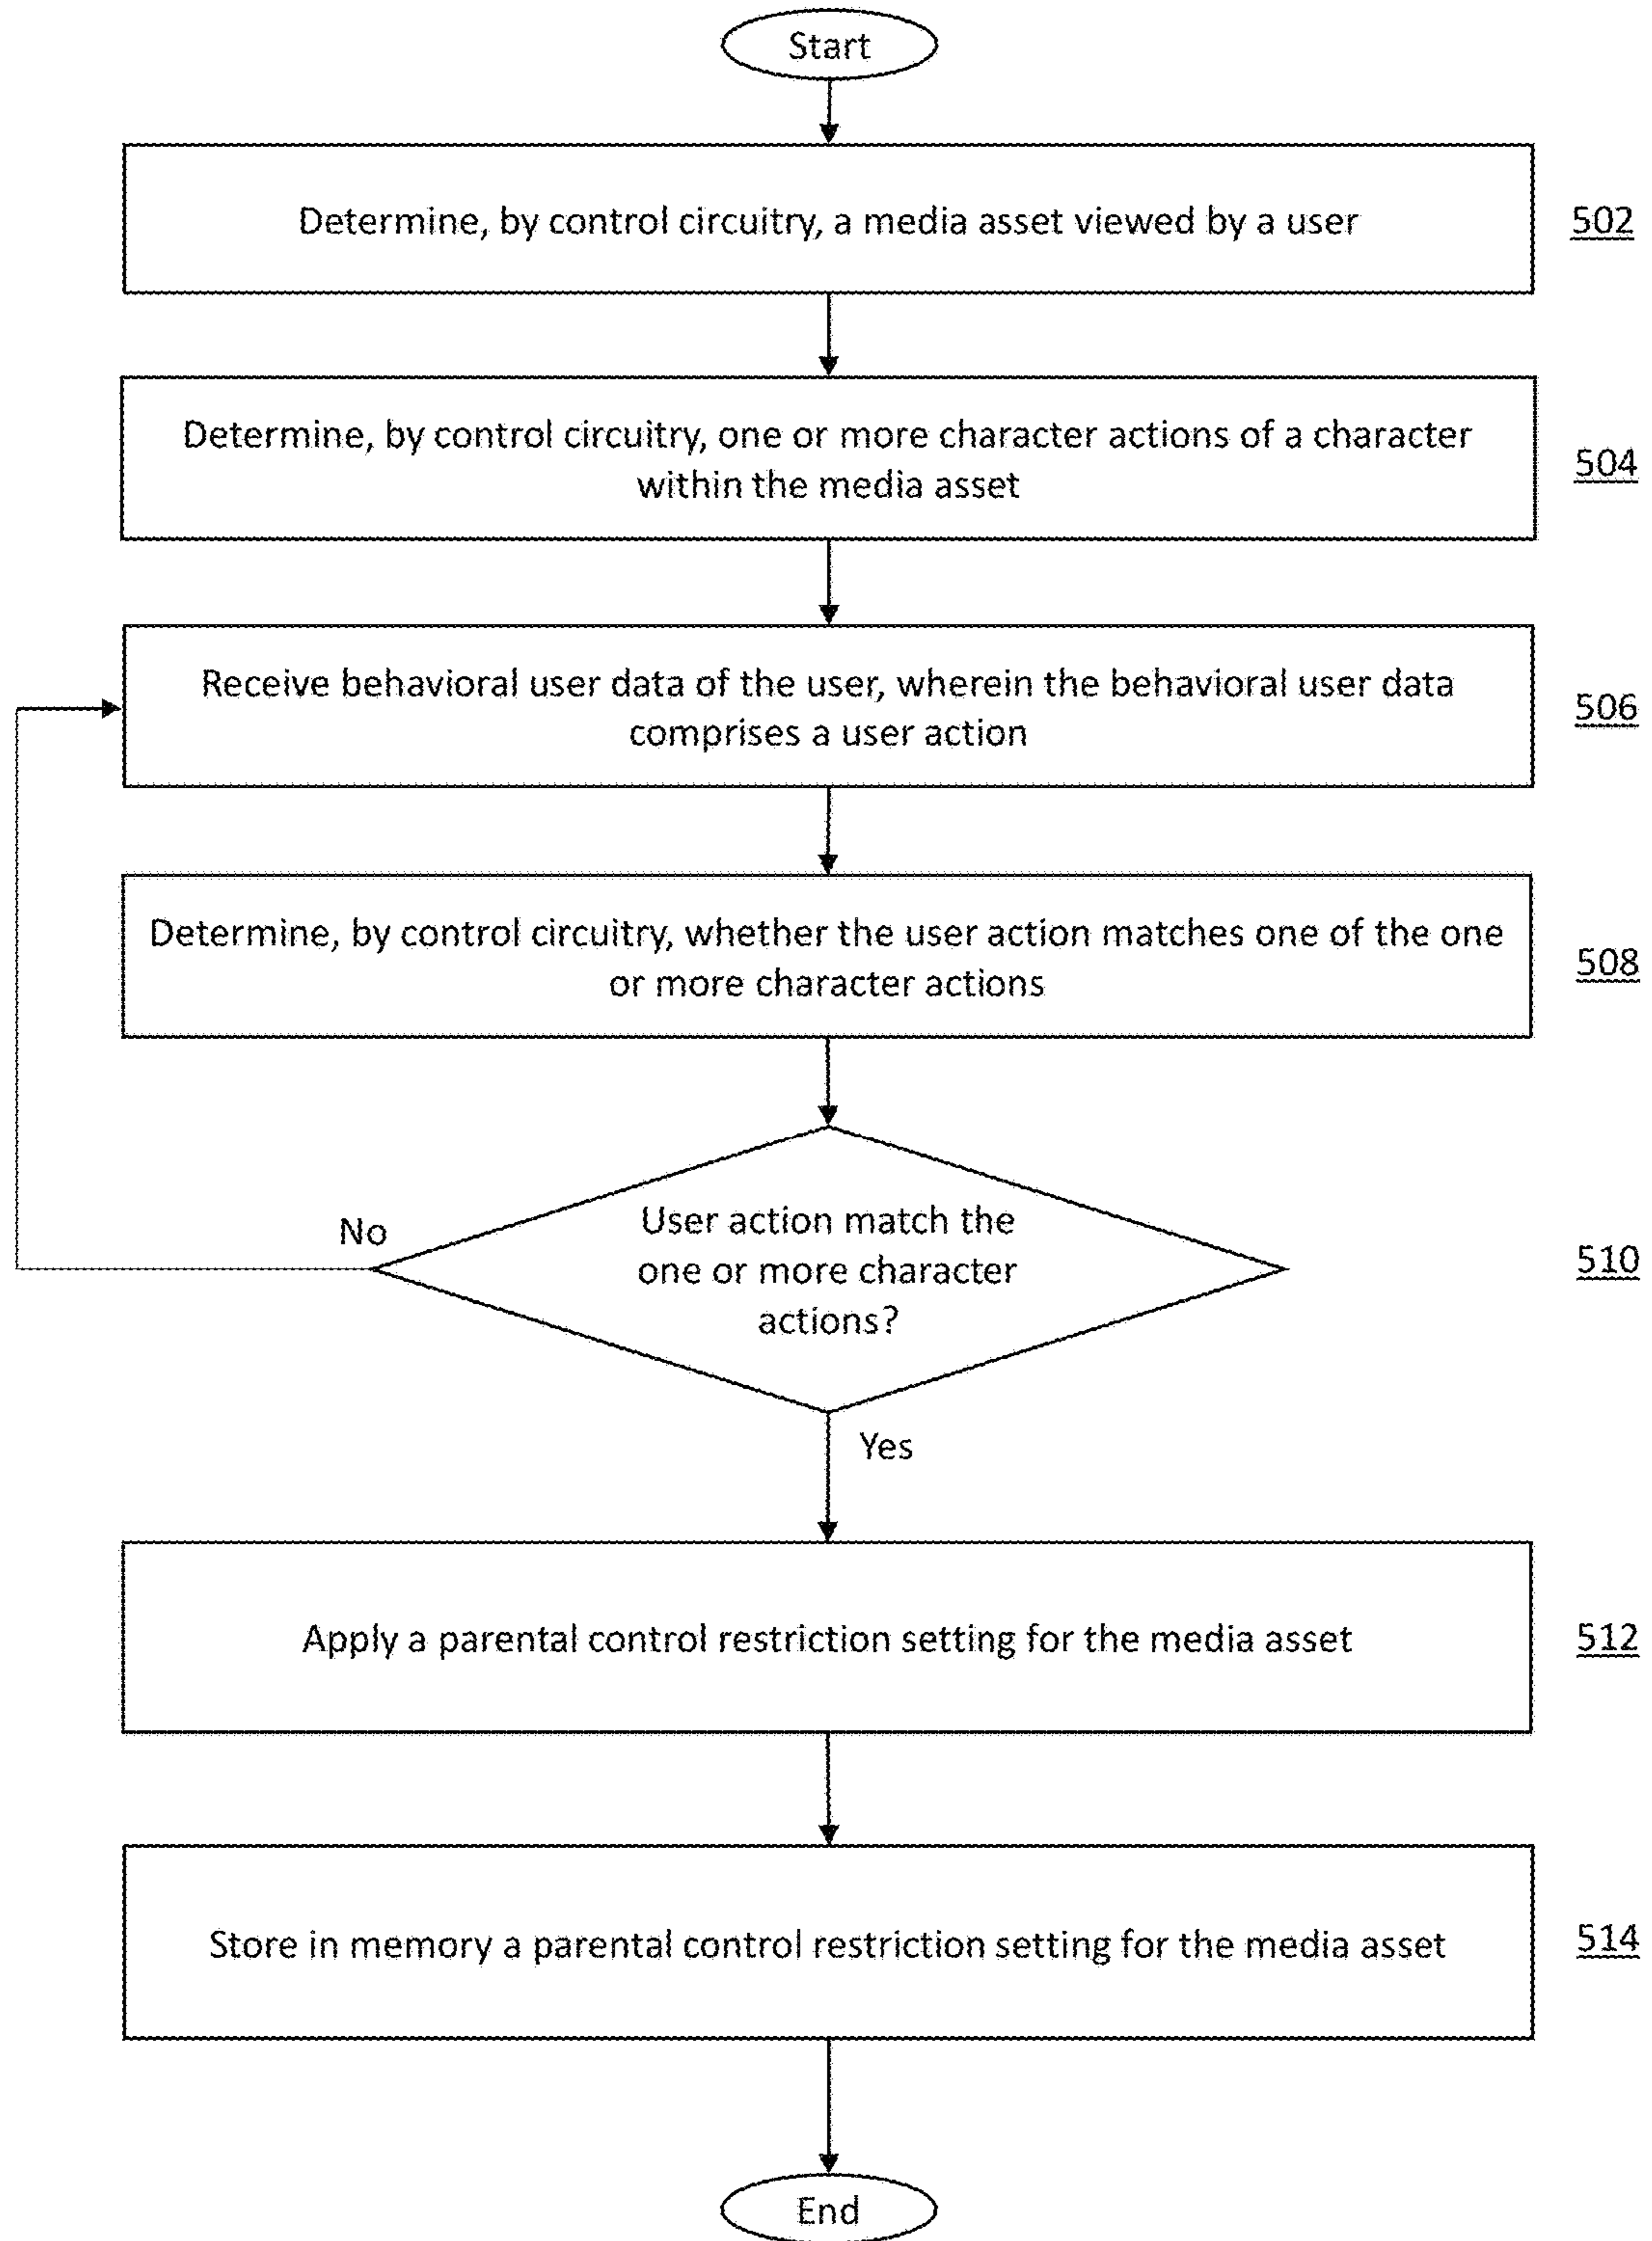 Start
Determine, by control circuitry, a media asset viewed by a user
502
Determine, by control circuitry, one or more character actions of a character
within the media asset
504
Receive behavioral user data of the user, wherein the behavioral user data
comprises a user action
506
Determine, by control circuitry, whether the user action matches one of the one
or more character actions
508
User action match the
one or more character
actions?
510
No
Yes
Apply a parental control restriction setting for the media asset
512
Store in memory a parental control restriction setting for the media asset
514
End